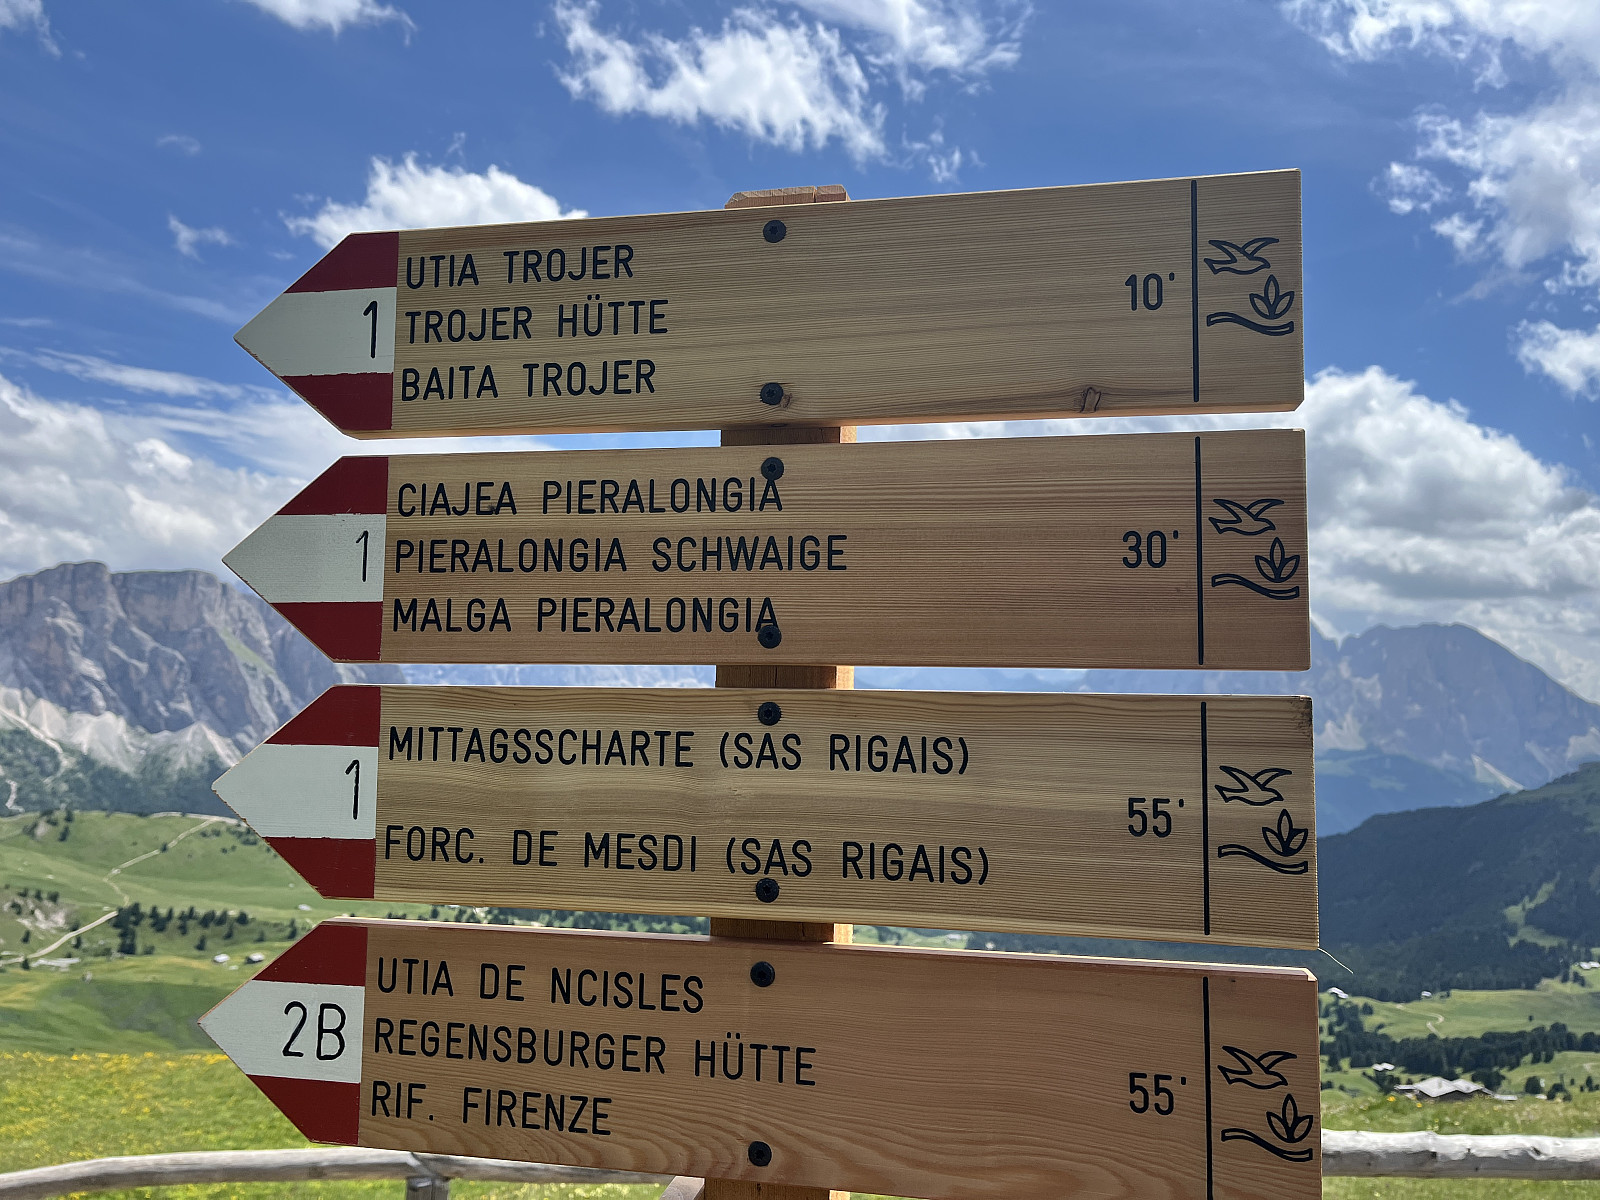 UTIA TROJER
TROJER HÜTTE
BAITA TROJER
1
10'
CIAJEA PIERALONGIA
PIERALONGIA SCHWAIGE
MALGA PIERALONGIA
1
30'
MITTAGSSCHARTE (SAS RIGAIS)
FORC. DE MESDI (SAS RIGAIS)
1
55'
UTIA DE NCISLES
REGENSBURGER HÜTTE
RIF. FIRENZE
2B
55'